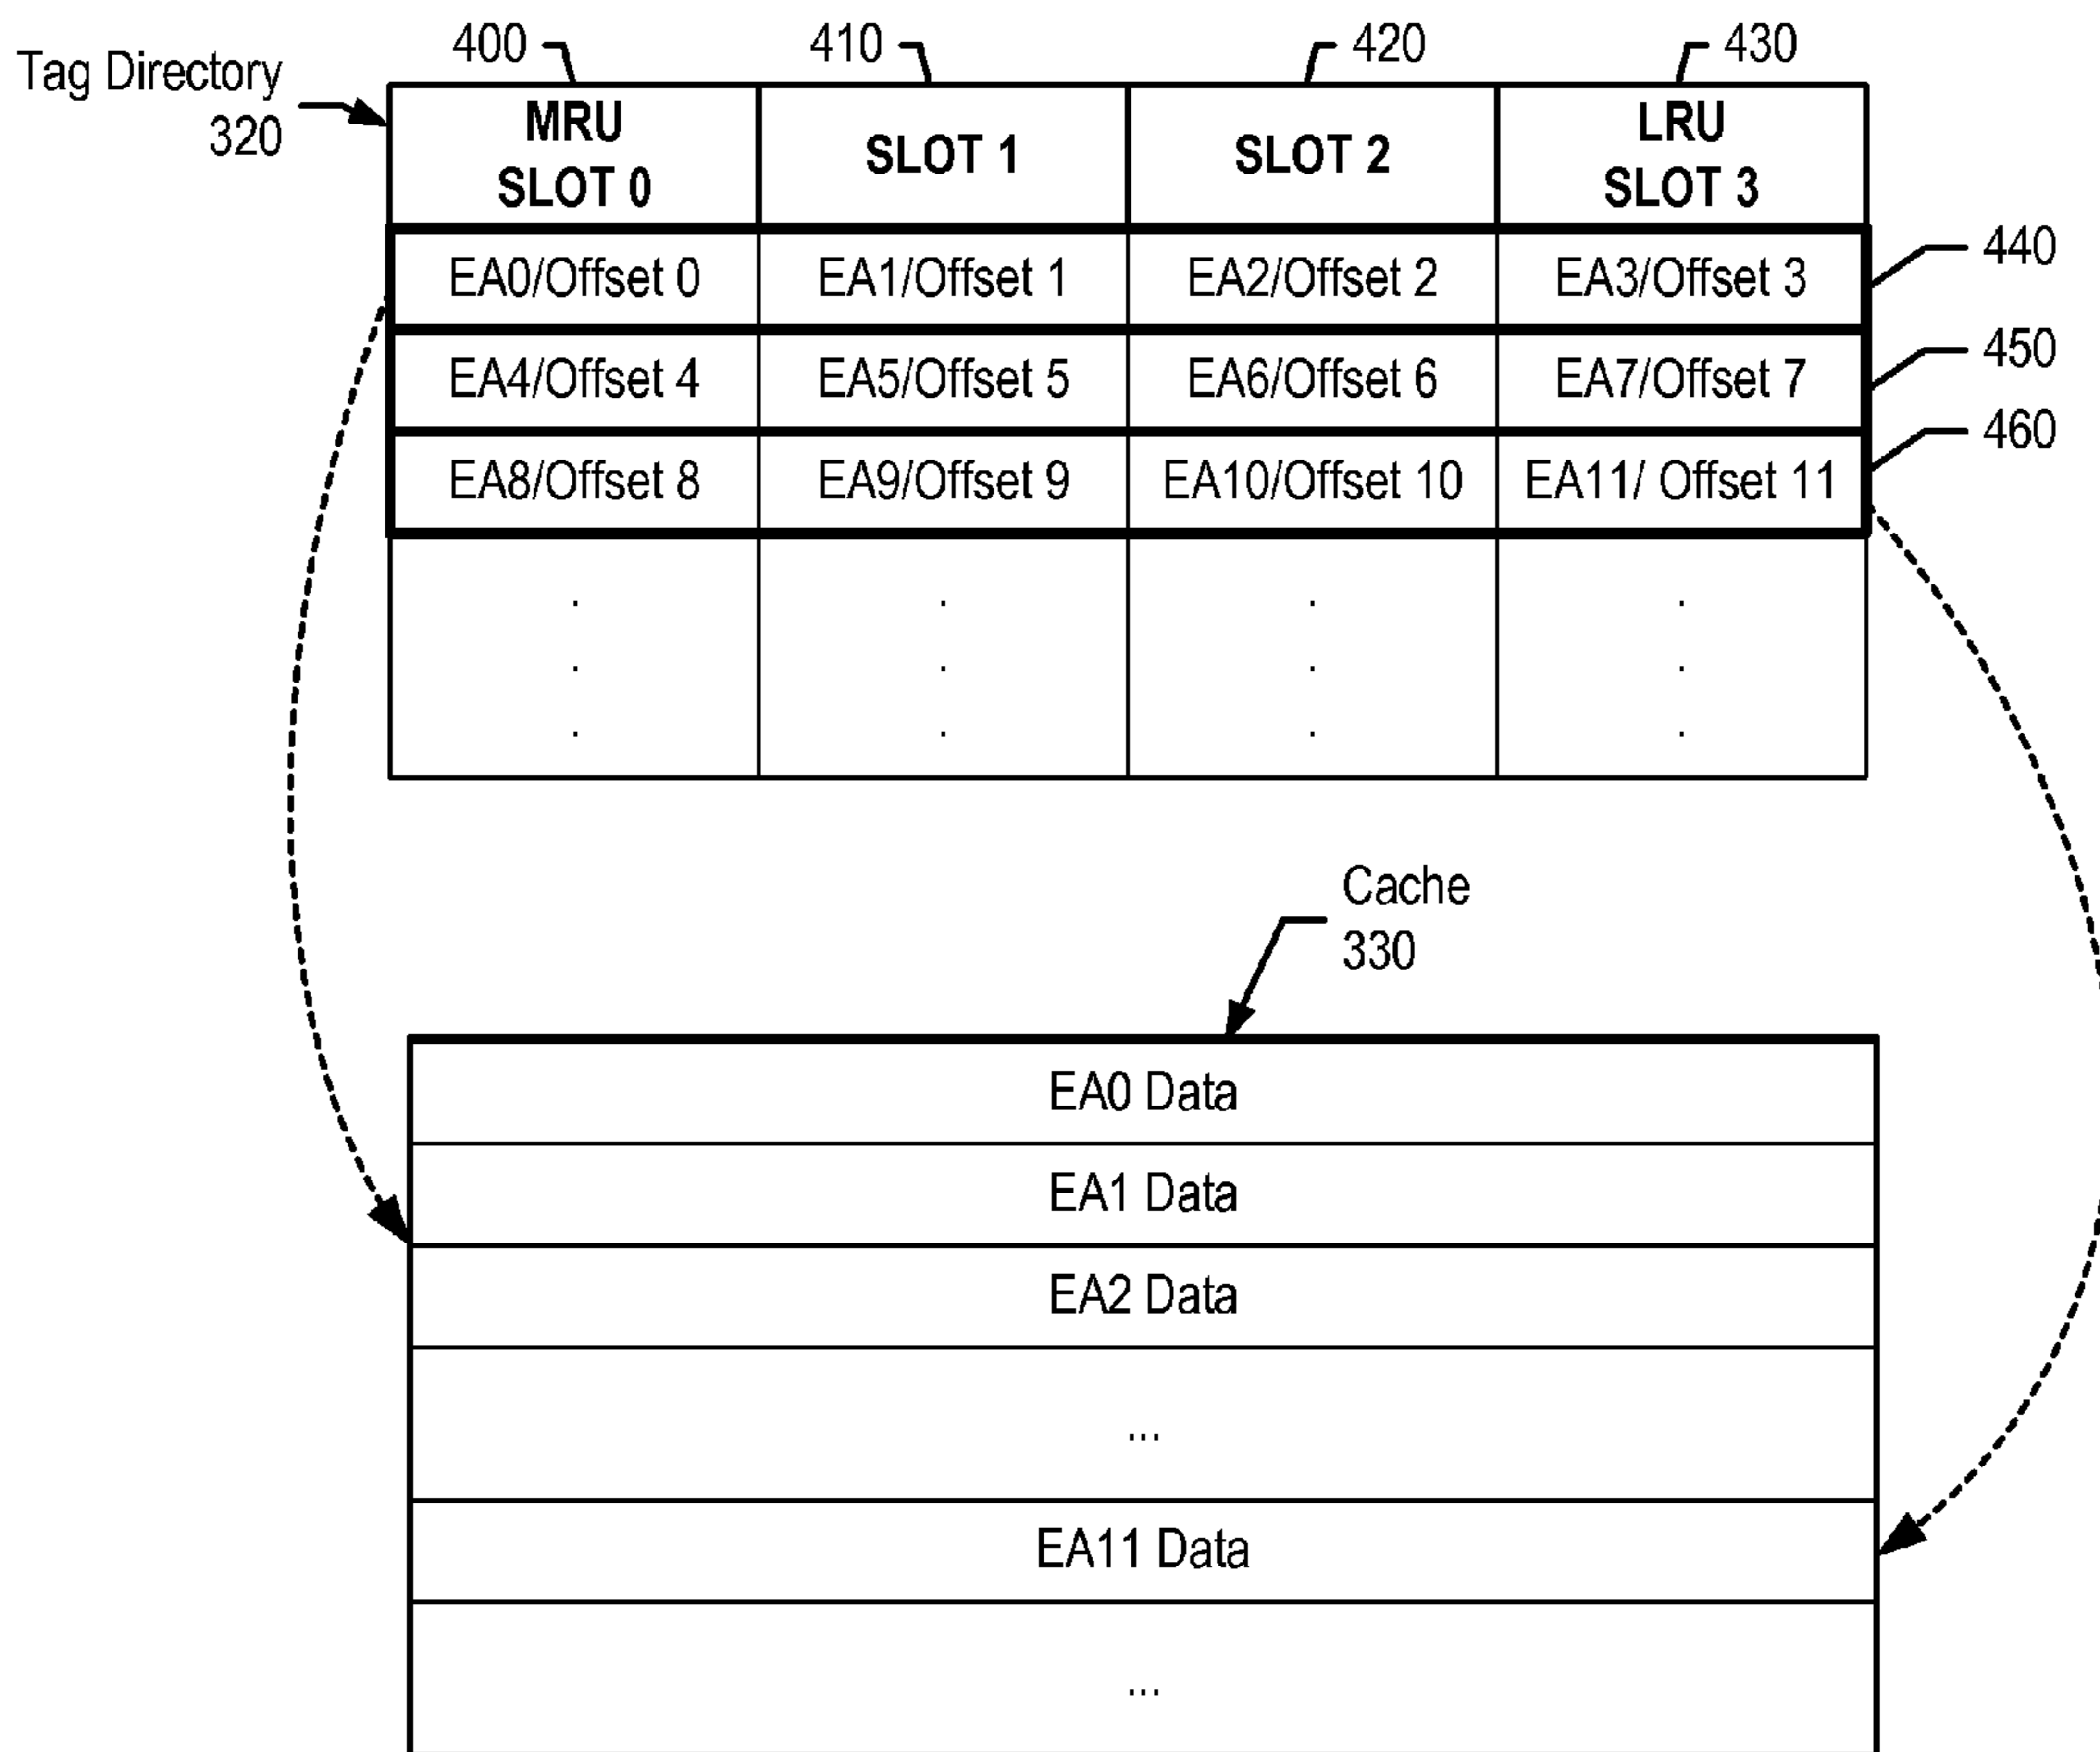 400 410 420 430
Tag Directory
320
MRU
SLOT 0
SLOT 1
SLOT 2
LRU
SLOT 3
EA0/Offset 0 EA1/Offset 1 EA2/Offset 2 EA3/Offset 3 440
EA4/Offset 4 EA5/Offset 5 EA6/Offset 6 EA7/Offset 7 450
EA8/Offset 8 EA9/Offset 9 EA10/Offset 10 EA11/ Offset 11 460
. . . .
. . . .
. . . .
Cache
330
EA0 Data
EA1 Data
EA2 Data
...
EA11 Data
...